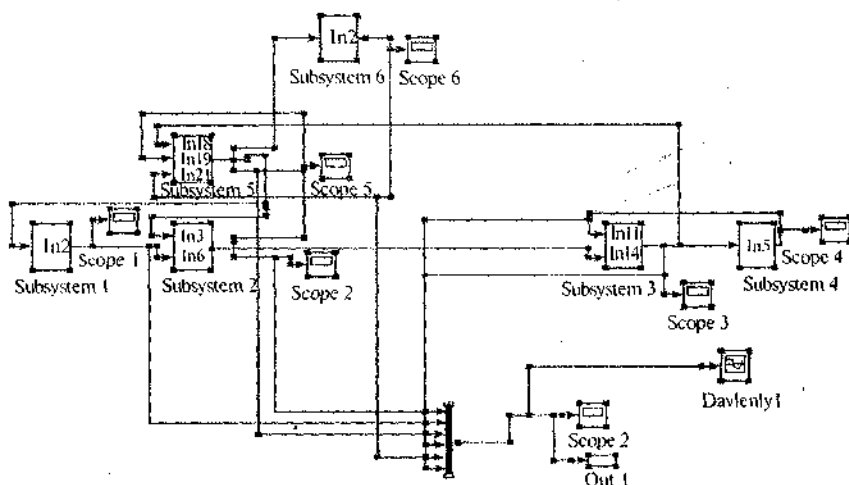 In2
Subsystem 6
Scope 6
In18
In19
In21
Subsystem 5
Scope 5
In2
Subsystem 1
Scope 1
In3
In6
Subsystem 2
Scope 2
In11
In14
Subsystem 3
Scope 3
In5
Subsystem 4
Scope 4
Davlenly1
Scope 2
Out 1